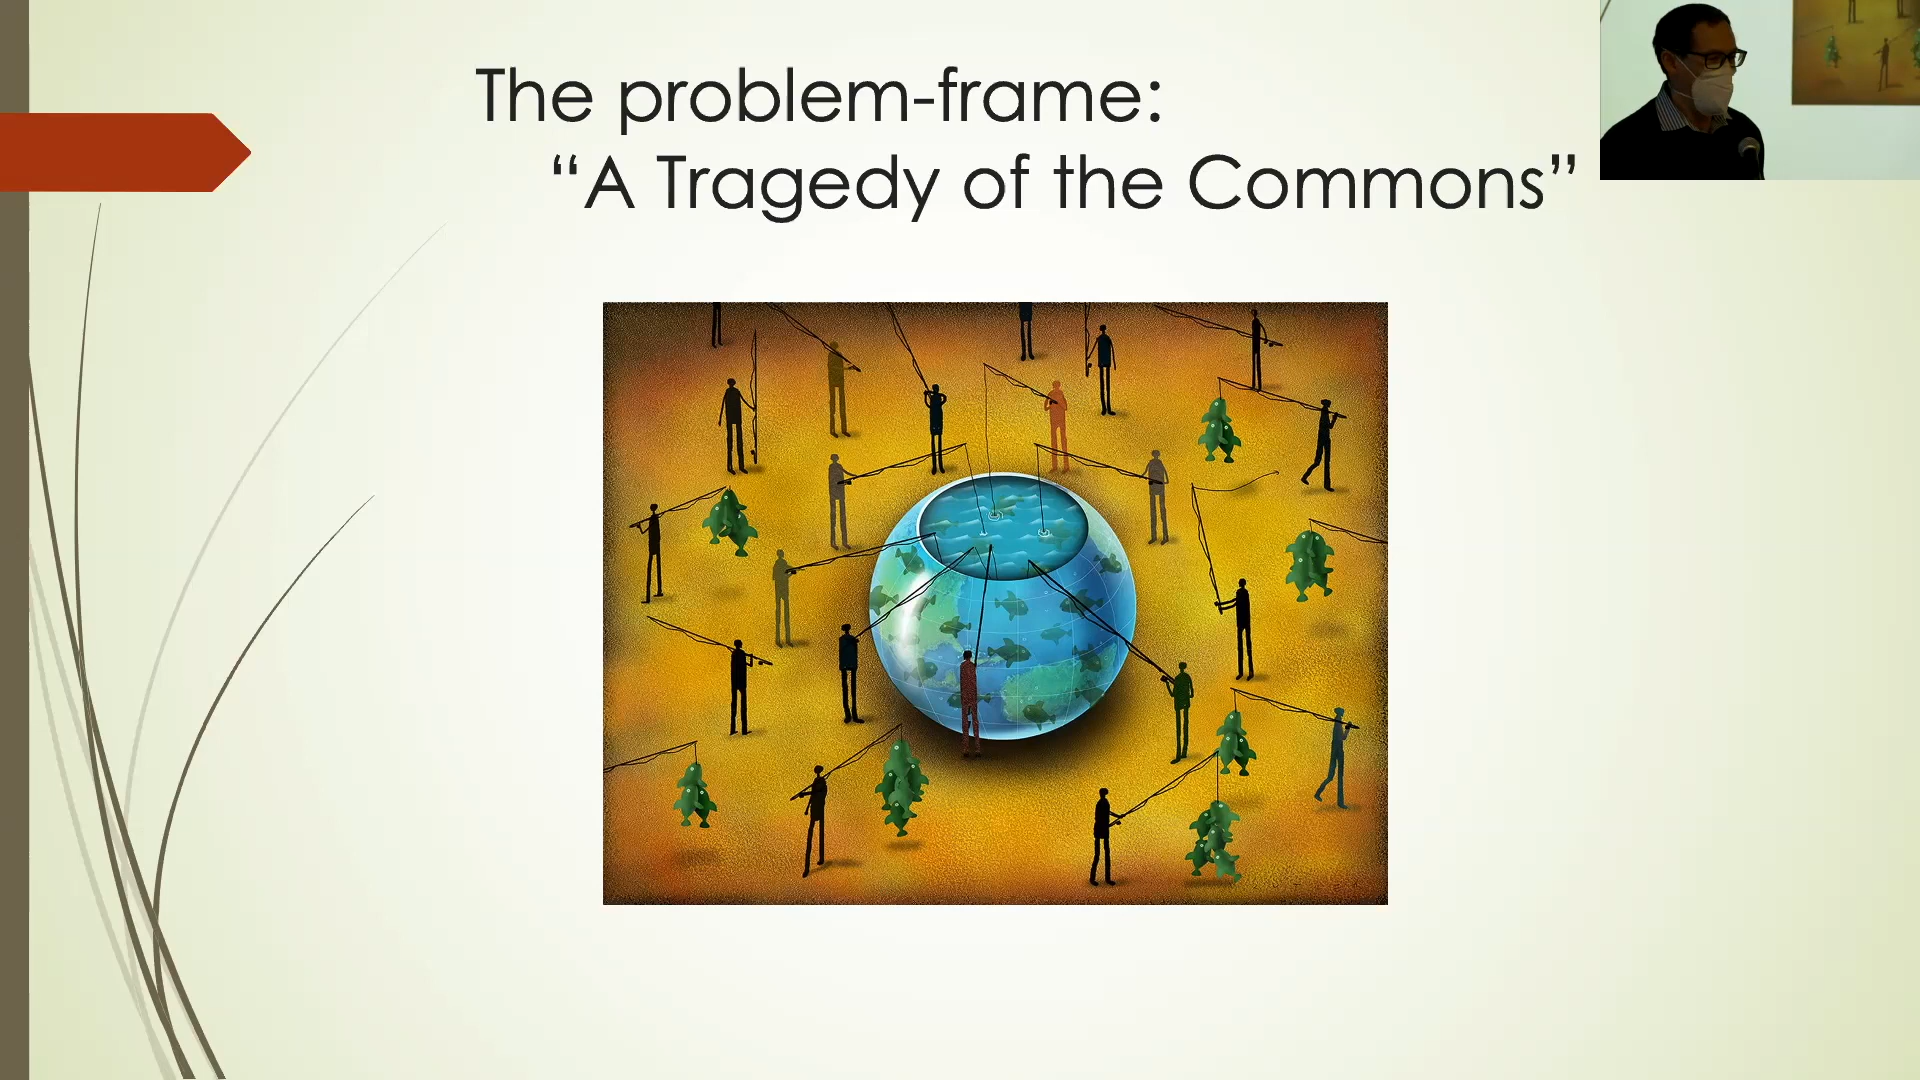 The problem-frame:
“A Tragedy of the Commons”